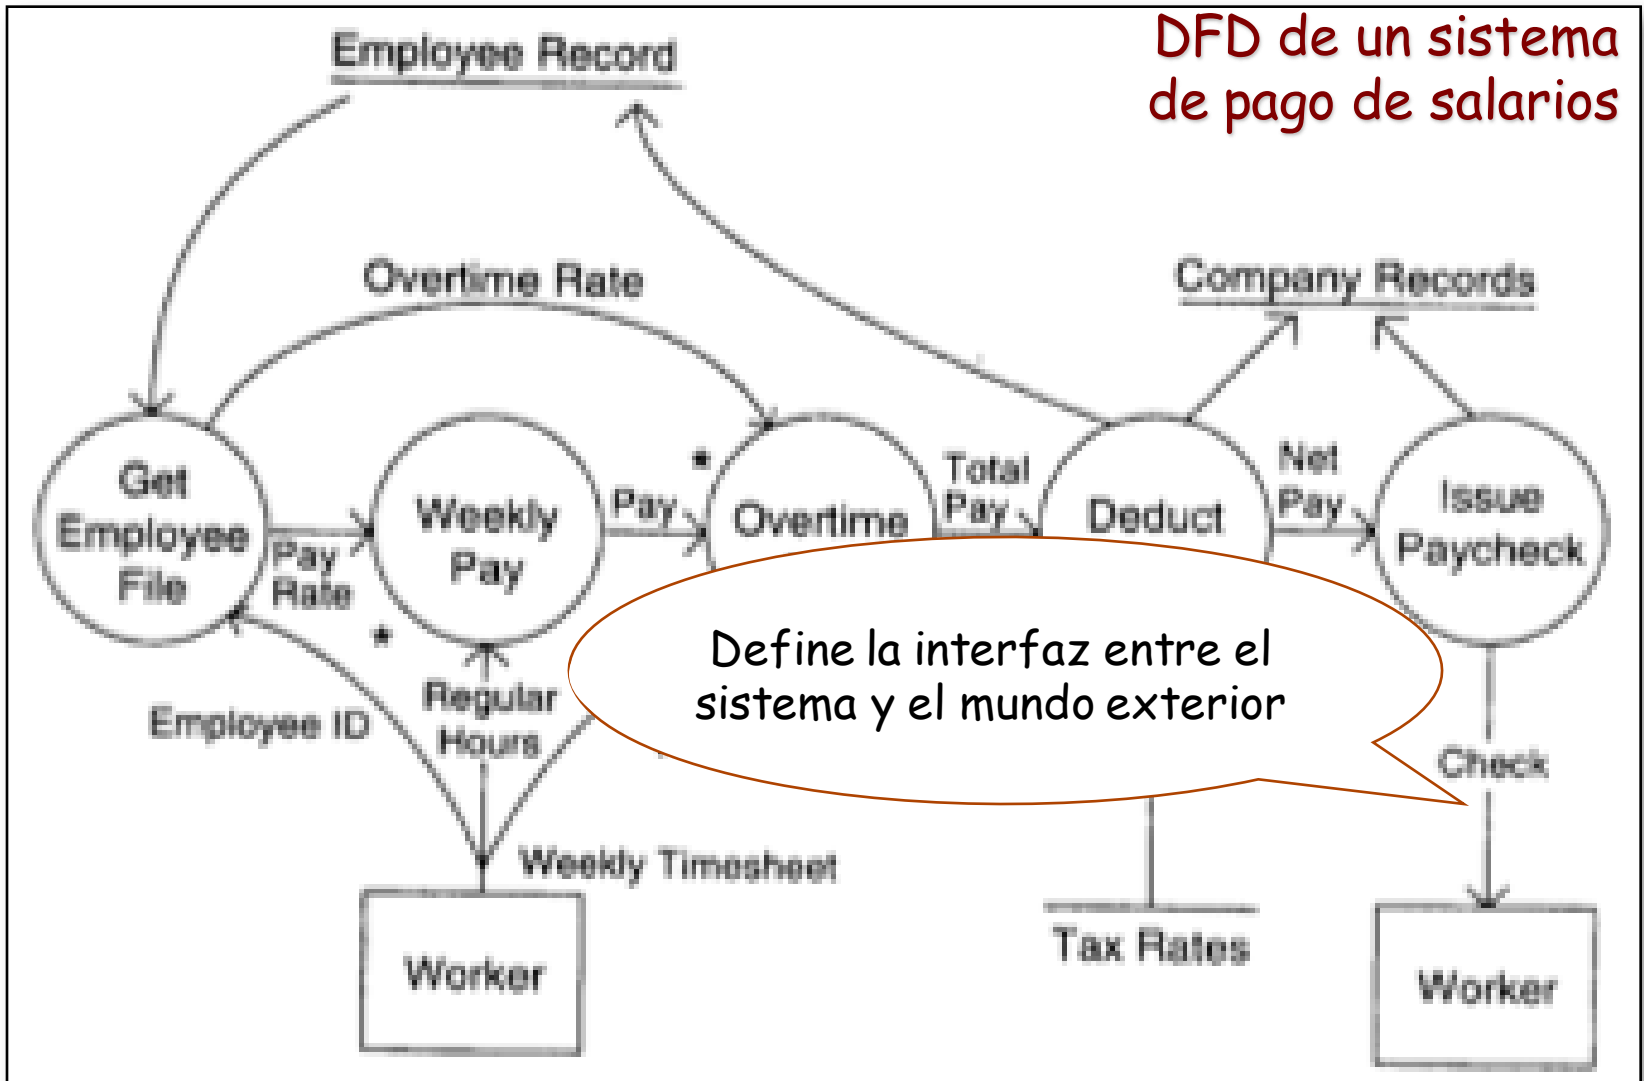 DFD de un sistema
de pago de salarios
Employee Record
Overtime Rate
Company Records
Get
Employee
File
Pay
Rate
*
Weekly
Pay
Pay
*
Overtime
Total
Pay
Deduct
Net
Pay
Issue
Paycheck
Define la interfaz entre el
sistema y el mundo exterior
Employee ID
Regular
Hours
Check
Weekly Timesheet
Worker
Tax Rates
Worker